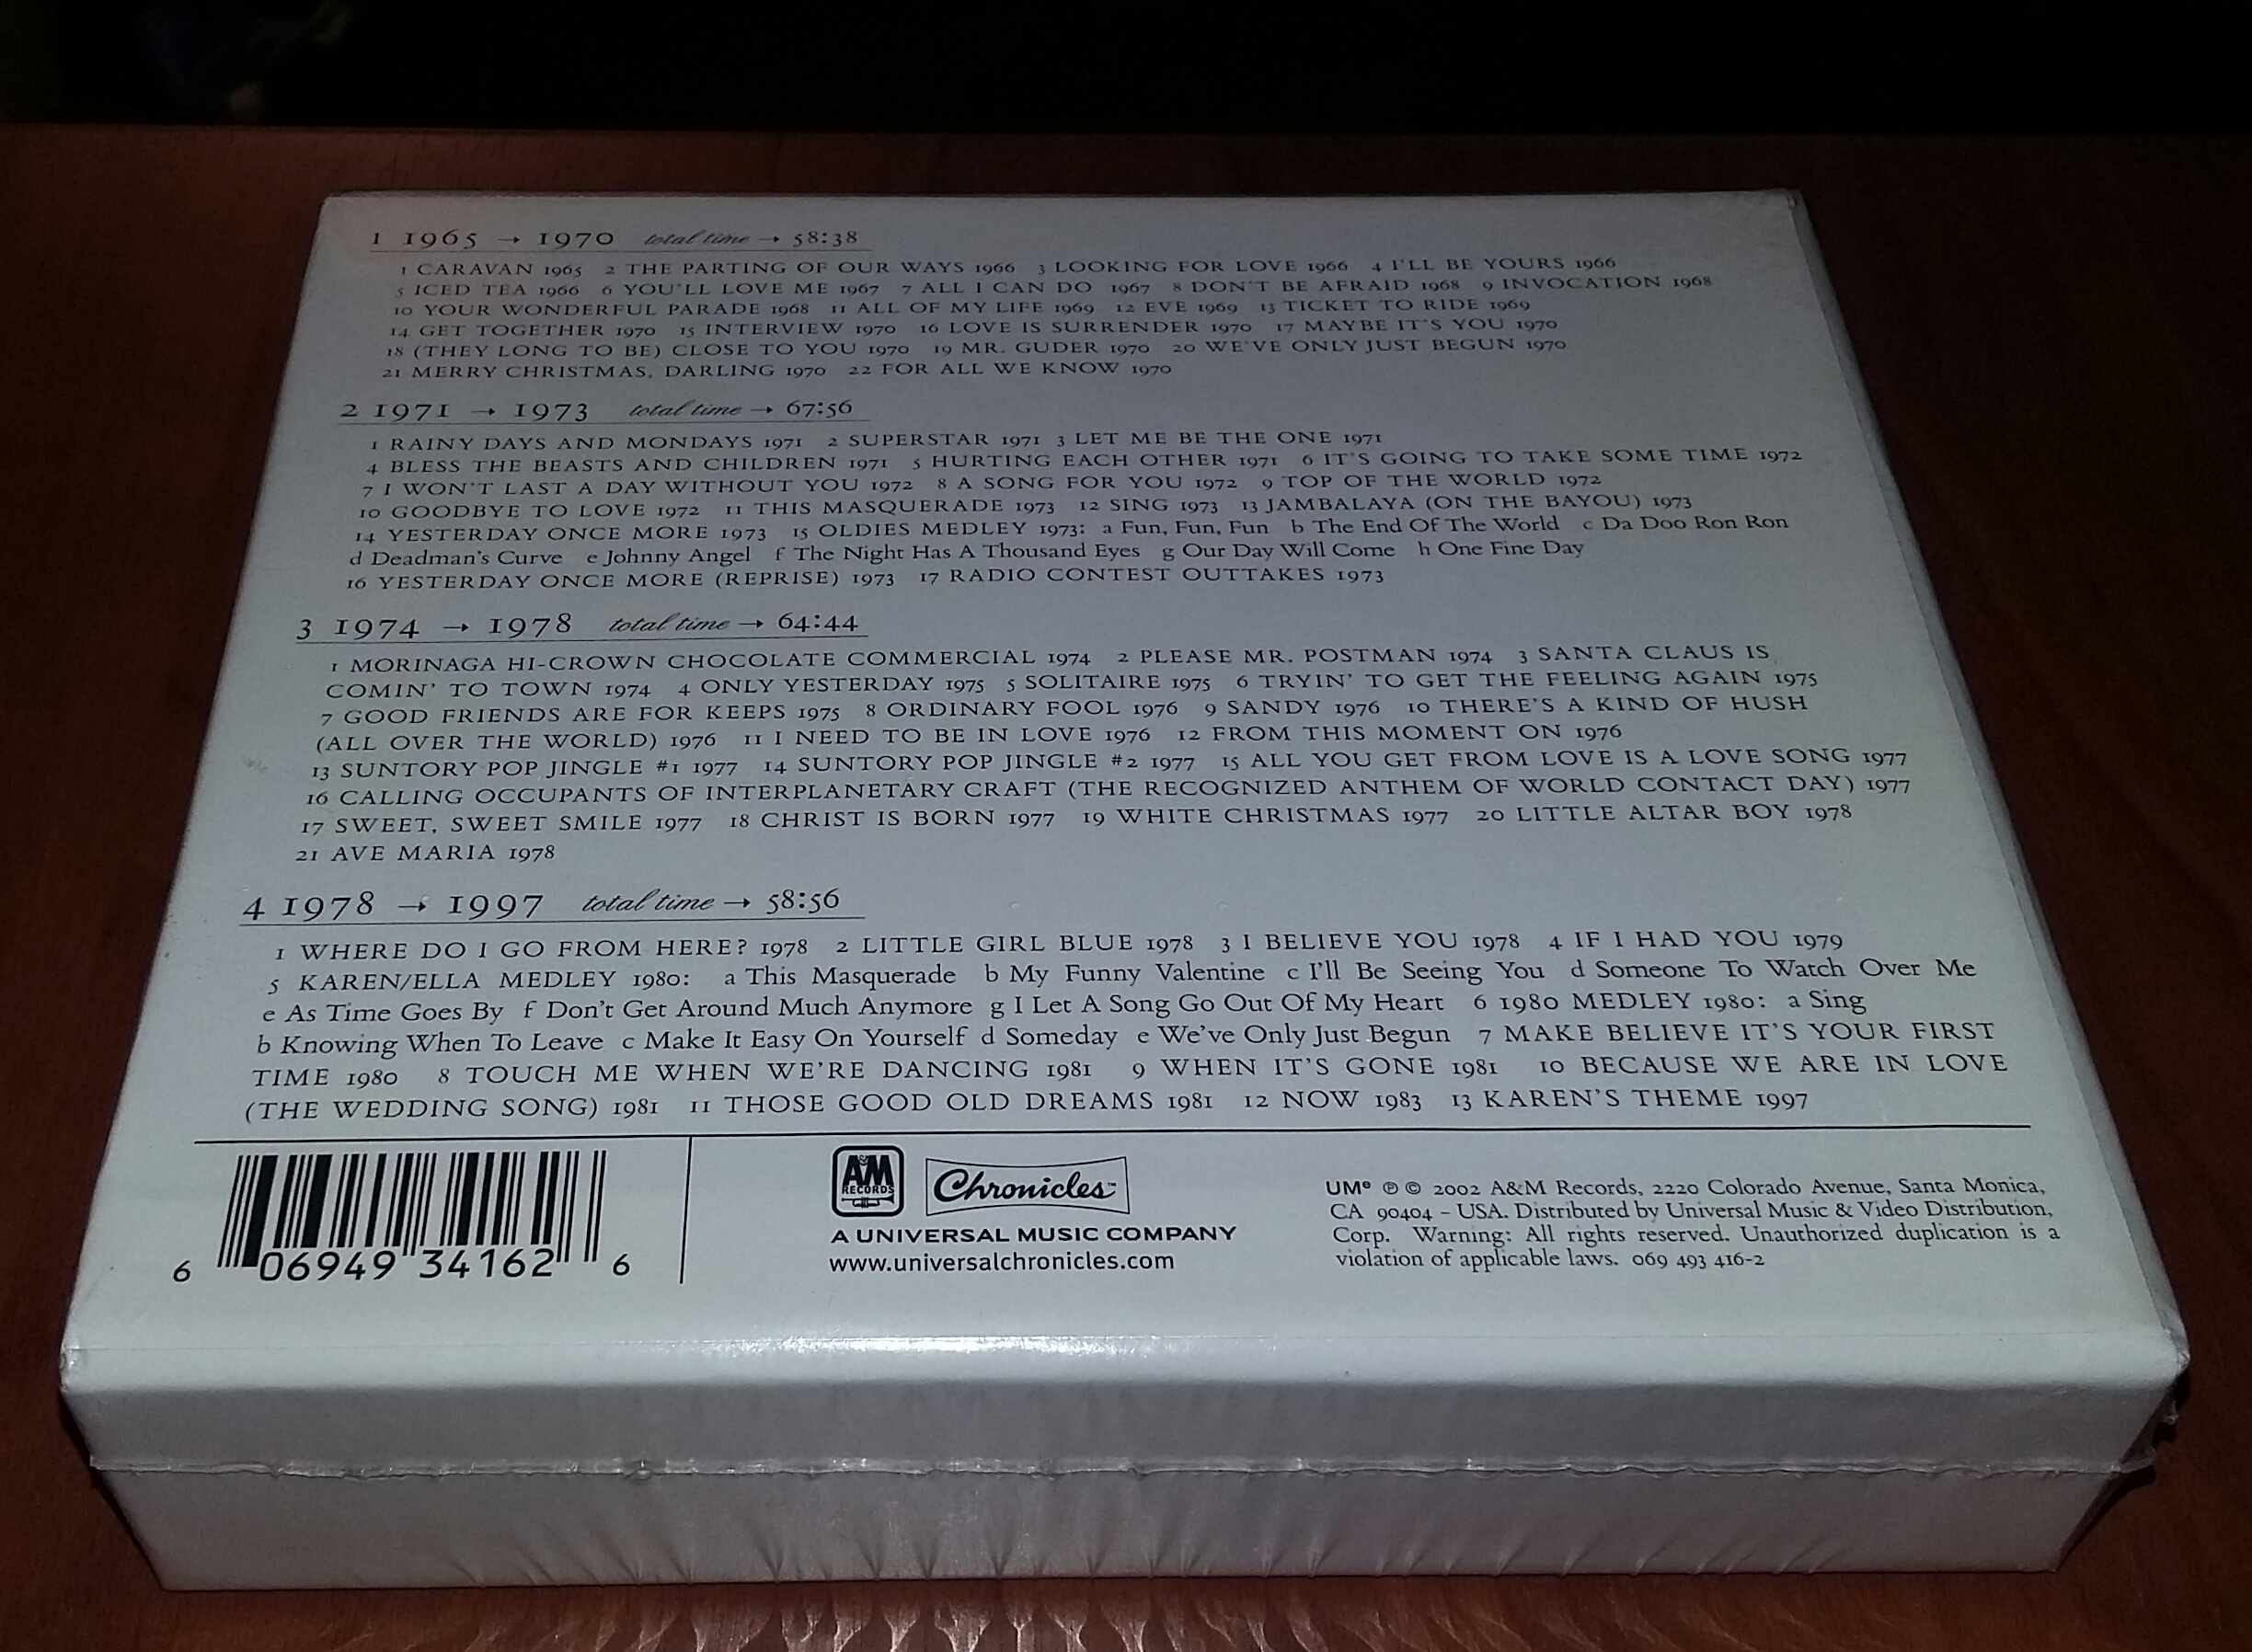 1 1965 → 1970 total time → 58:38
1 CARAVAN 1965 2 THE PARTING OF OUR WAYS 1966 3 LOOKING FOR LOVE 1966 4 I'LL BE YOURS 1966
5 ICED TEA 1966 6 YOU'LL LOVE ME 1967 7 ALL I CAN DO 1967 8 DON'T BE AFRAID 1968 9 INVOCATION 1968
10 YOUR WONDERFUL PARADE 1968 11 ALL OF MY LIFE 1969 12 EVE 1969 13 TICKET TO RIDE 1969
14 GET TOGETHER 1970 15 INTERVIEW 1970 16 LOVE IS SURRENDER 1970 17 MAYBE IT'S YOU 1970
18 (THEY LONG TO BE) CLOSE TO YOU 1970 19 MR. GUDER 1970 20 WE'VE ONLY JUST BEGUN 1970
21 MERRY CHRISTMAS, DARLING 1970 22 FOR ALL WE KNOW 1970
2 1971 → 1973 total time → 67:56
1 RAINY DAYS AND MONDAYS 1971 2 SUPERSTAR 1971 3 LET ME BE THE ONE 1971
4 BLESS THE BEASTS AND CHILDREN 1971 5 HURTING EACH OTHER 1971 6 IT'S GOING TO TAKE SOME TIME 1972
7 I WON'T LAST A DAY WITHOUT YOU 1972 8 A SONG FOR YOU 1972 9 TOP OF THE WORLD 1972
10 GOODBYE TO LOVE 1972 11 THIS MASQUERADE 1973 12 SING 1973 13 JAMBALAYA (ON THE BAYOU) 1973
14 YESTERDAY ONCE MORE 1973 15 OLDIES MEDLEY 1973: a Fun, Fun, Fun b The End Of The World c Da Doo Ron Ron
d Deadman's Curve e Johnny Angel f The Night Has A Thousand Eyes g Our Day Will Come h One Fine Day
16 YESTERDAY ONCE MORE (REPRISE) 1973 17 RADIO CONTEST OUTTAKES 1973
3 1974 → 1978 total time → 64:44
1 MORINAGA HI-CROWN CHOCOLATE COMMERCIAL 1974 2 PLEASE MR. POSTMAN 1974 3 SANTA CLAUS IS
COMIN' TO TOWN 1974 4 ONLY YESTERDAY 1975 5 SOLITAIRE 1975 6 TRYIN' TO GET THE FEELING AGAIN 1975
7 GOOD FRIENDS ARE FOR KEEPS 1975 8 ORDINARY FOOL 1976 9 SANDY 1976 10 THERE'S A KIND OF HUSH
(ALL OVER THE WORLD) 1976 11 I NEED TO BE IN LOVE 1976 12 FROM THIS MOMENT ON 1976
13 SUNTORY POP JINGLE #1 1977 14 SUNTORY POP JINGLE #2 1977 15 ALL YOU GET FROM LOVE IS A LOVE SONG 1977
16 CALLING OCCUPANTS OF INTERPLANETARY CRAFT (THE RECOGNIZED ANTHEM OF WORLD CONTACT DAY) 1977
17 SWEET, SWEET SMILE 1977 18 CHRIST IS BORN 1977 19 WHITE CHRISTMAS 1977 20 LITTLE ALTAR BOY 1978
21 AVE MARIA 1978
4 1978 → 1997 total time → 58:56
1 WHERE DO I GO FROM HERE? 1978 2 LITTLE GIRL BLUE 1978 3 I BELIEVE YOU 1978 4 IF I HAD YOU 1979
5 KAREN/ELLA MEDLEY 1980: a This Masquerade b My Funny Valentine c I'll Be Seeing You d Someone To Watch Over Me
e As Time Goes By f Don't Get Around Much Anymore g I Let A Song Go Out Of My Heart 6 1980 MEDLEY 1980: a Sing
b Knowing When To Leave c Make It Easy On Yourself d Someday e We've Only Just Begun 7 MAKE BELIEVE IT'S YOUR FIRST
TIME 1980 8 TOUCH ME WHEN WE'RE DANCING 1981 9 WHEN IT'S GONE 1981 10 BECAUSE WE ARE IN LOVE
(THE WEDDING SONG) 1981 11 THOSE GOOD OLD DREAMS 1981 12 NOW 1983 13 KAREN'S THEME 1997
6 06949 34162 6
A&M RECORDS
Chronicles™
A UNIVERSAL MUSIC COMPANY
www.universalchronicles.com
UMe ℗ © 2002 A&M Records, 2220 Colorado Avenue, Santa Monica,
CA 90404 – USA. Distributed by Universal Music & Video Distribution,
Corp. Warning: All rights reserved. Unauthorized duplication is a
violation of applicable laws. 069 493 416-2